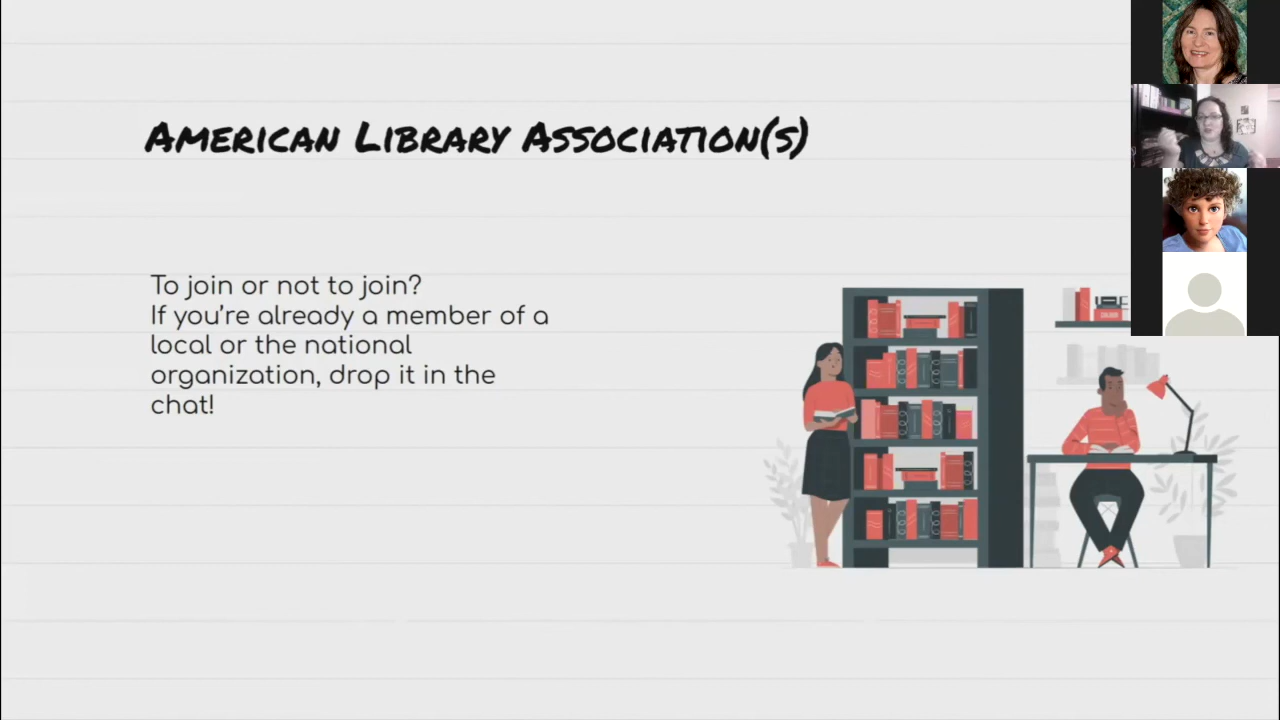 American Library Association(s)
To join or not to join?
If you're already a member of a
local or the national
organization, drop it in the
chat!